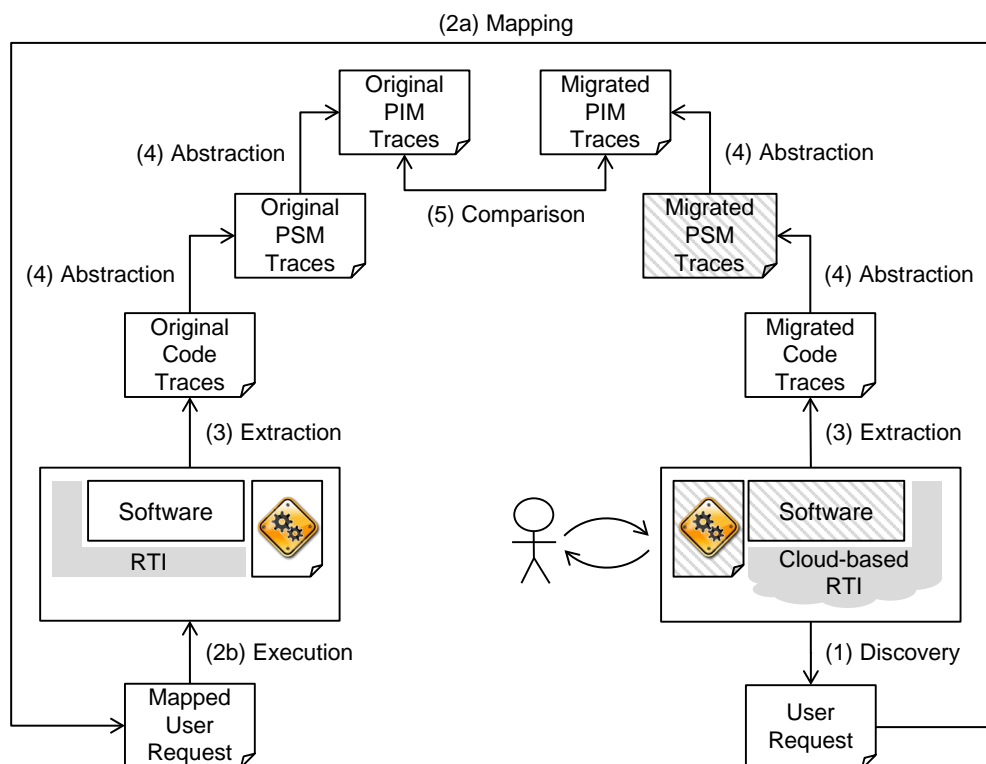 (2a) Mapping
Original
PIM
Traces
Migrated
PIM
Traces
(4) Abstraction
(4) Abstraction
(5) Comparison
Original
PSM
Traces
Migrated
PSM
Traces
(4) Abstraction
(4) Abstraction
Original
Code
Traces
Migrated
Code
Traces
(3) Extraction
(3) Extraction
Software
RTI
Software
Cloud-based
RTI
(2b) Execution
(1) Discovery
Mapped
User
Request
User
Request